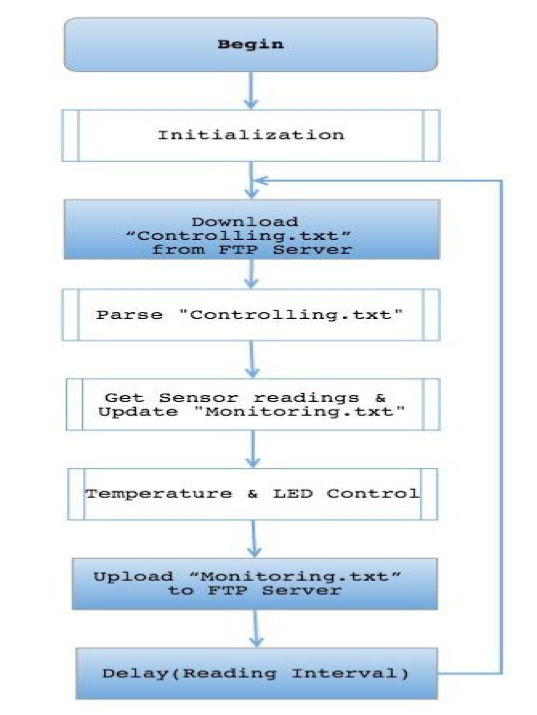 Begin
Initialization
Download
“Controlling.txt”
from FTP Server
Parse "Controlling.txt"
Get Sensor readings &
Update "Monitoring.txt"
Temperature & LED Control
Upload “Monitoring.txt”
to FTP Server
Delay(Reading Interval)